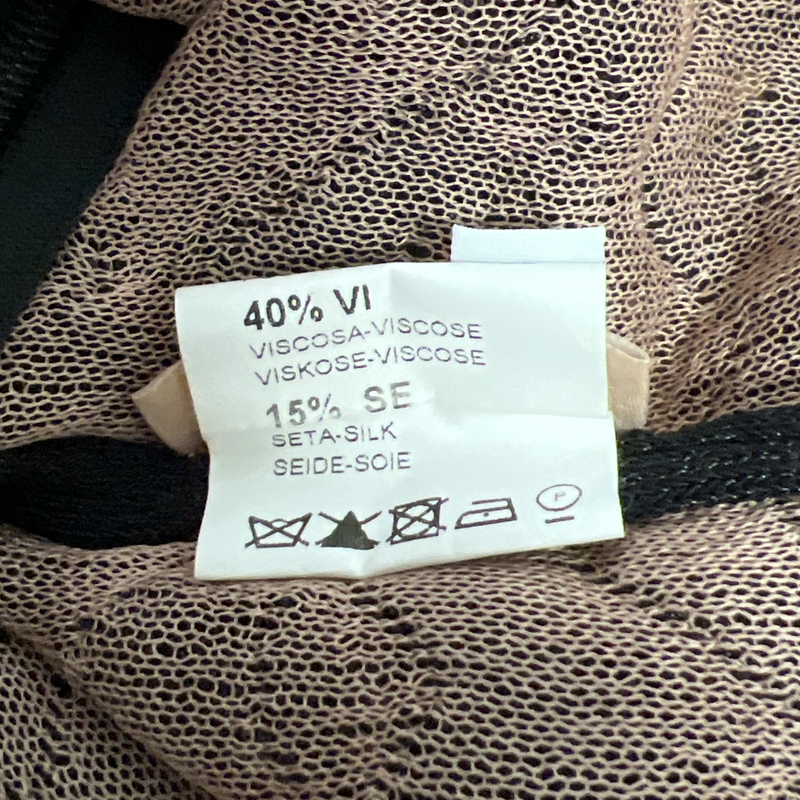 40% VI
VISCOSA-VISCOSE
VISKOSE-VISCOSE
15% SE
SETA-SILK
SEIDE-SOIE
P